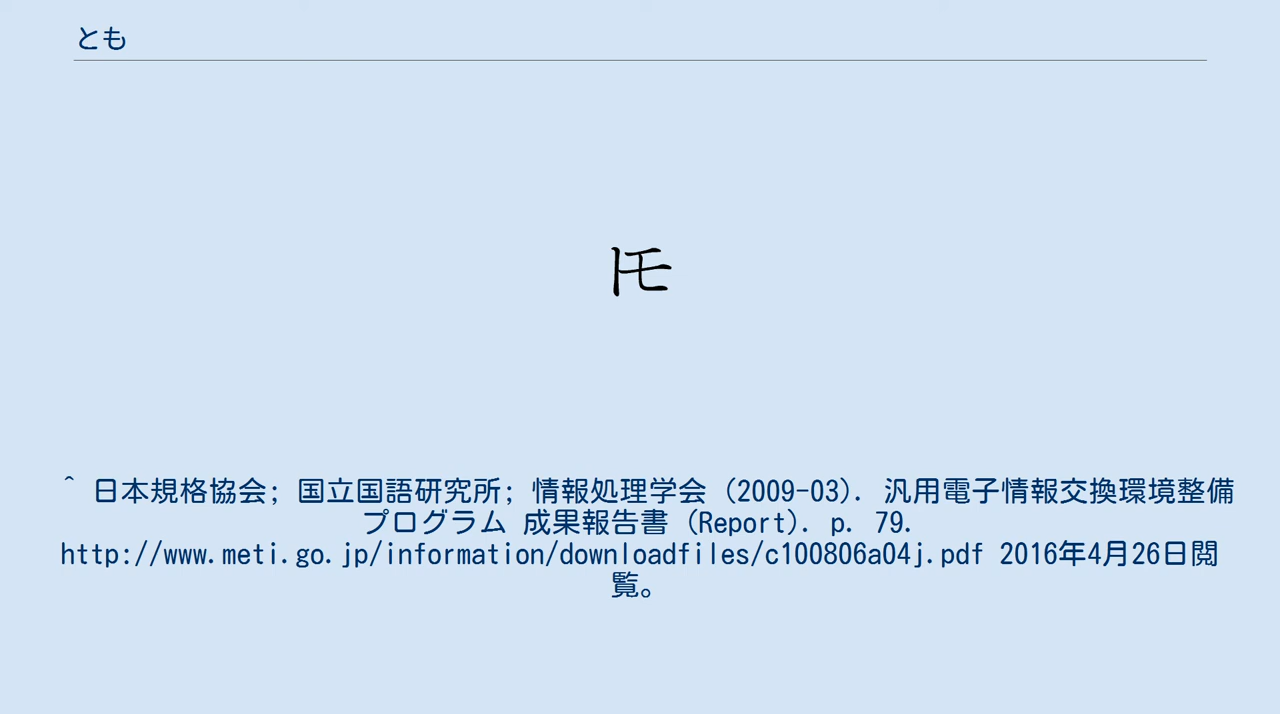 とも
𪜈
^ 日本規格協会; 国立国語研究所; 情報処理学会 (2009-03). 汎用電子情報交換環境整備
プログラム 成果報告書 (Report). p. 79.
http://www.meti.go.jp/information/downloadfiles/c100806a04j.pdf 2016年4月26日閲
覧。